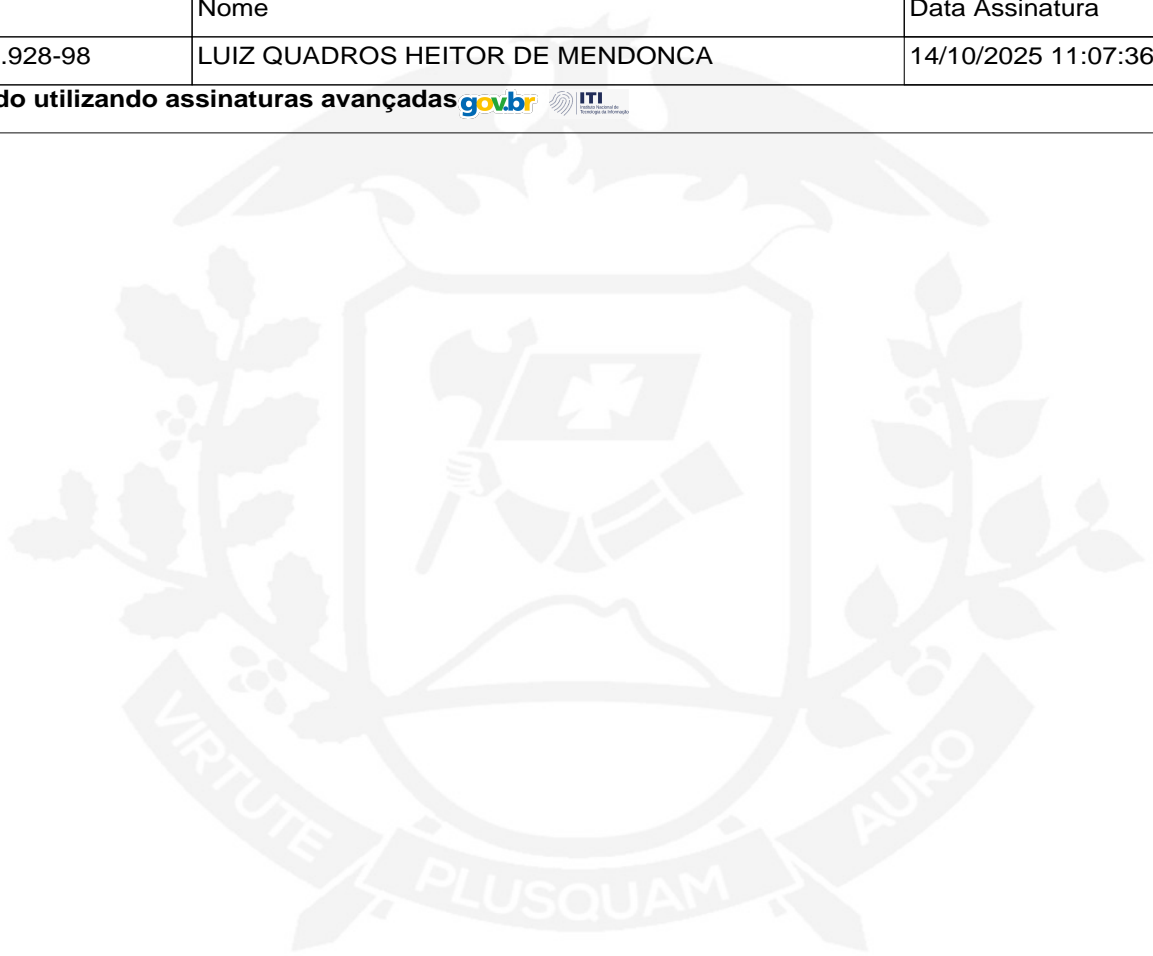 Nome Data Assinatura
.928-98 LUIZ QUADROS HEITOR DE MENDONCA 14/10/2025 11:07:36
do utilizando assinaturas avançadas gov.br ITI
VIRTUTE PLUSQUAM AURO